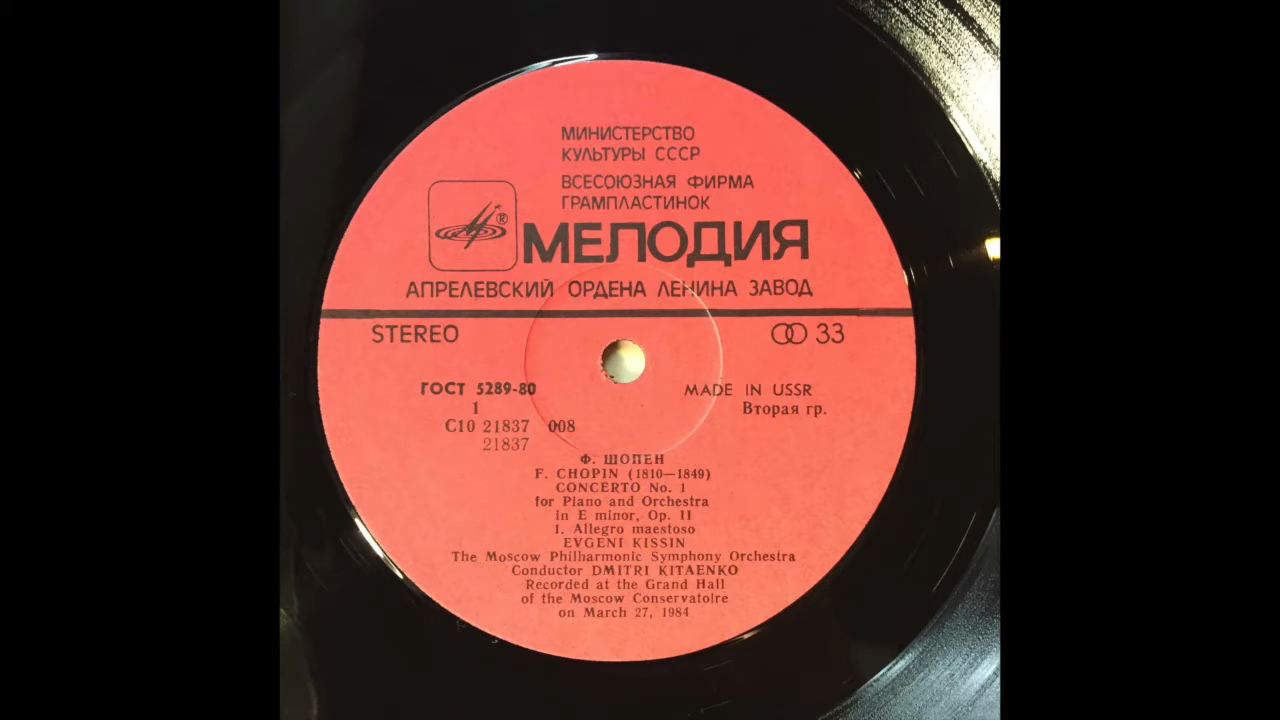 МИНИСТЕРСТВО
КУЛЬТУРЫ СССР
ВСЕСОЮЗНАЯ ФИРМА
ГРАМПЛАСТИНОК
®
МЕЛОДИЯ
АПРЕЛЕВСКИЙ ОРДЕНА ЛЕНИНА ЗАВОД
STEREO 33
ГОСТ 5289-80 MADE IN USSR
1 Вторая гр.
С10 21837 008
21837
Ф. ШОПЕН
F. CHOPIN (1810—1849)
CONCERTO No. 1
for Piano and Orchestra
in E minor, Op. 11
1. Allegro maestoso
EVGENI KISSIN
The Moscow Philharmonic Symphony Orchestra
Conductor DMITRI KITAENKO
Recorded at the Grand Hall
of the Moscow Conservatoire
on March 27, 1984